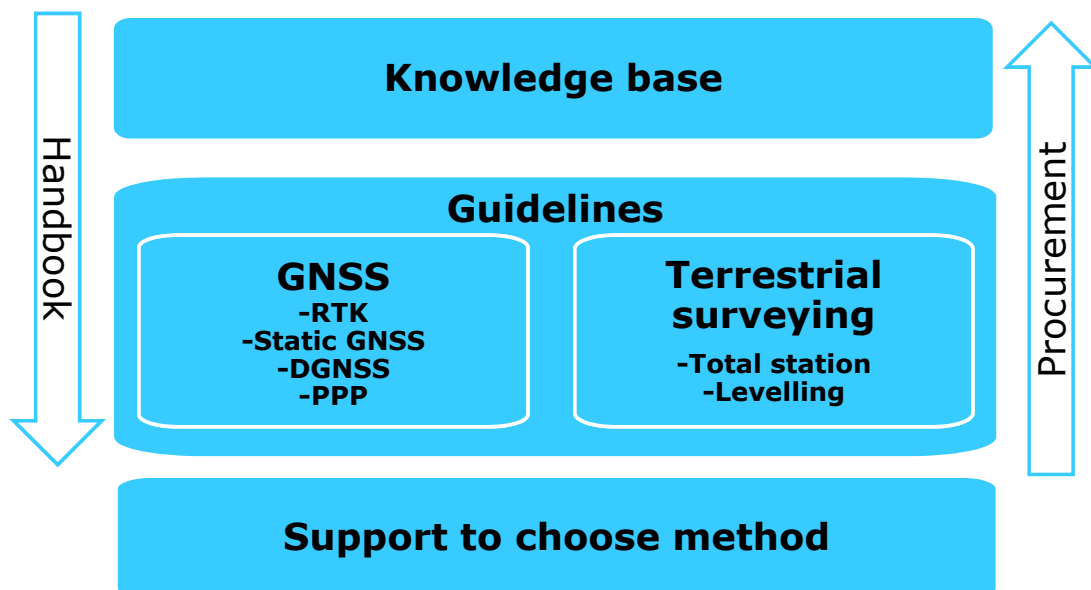 Knowledge base
Handbook
Procurement
Guidelines
GNSS
-RTK
-Static GNSS
-DGNSS
-PPP
Terrestrial
surveying
-Total station
-Levelling
Support to choose method